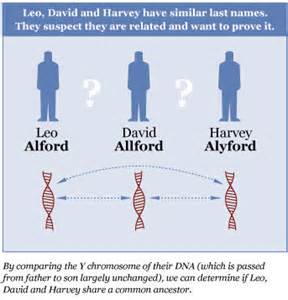 Leo, David and Harvey have similar last names.
They suspect they are related and want to prove it.
? ?
Leo David Harvey
Alford Allford Alyford
By comparing the Y chromosome of their DNA (which is passed
from father to son largely unchanged), we can determine if Leo,
David and Harvey share a common ancestor.